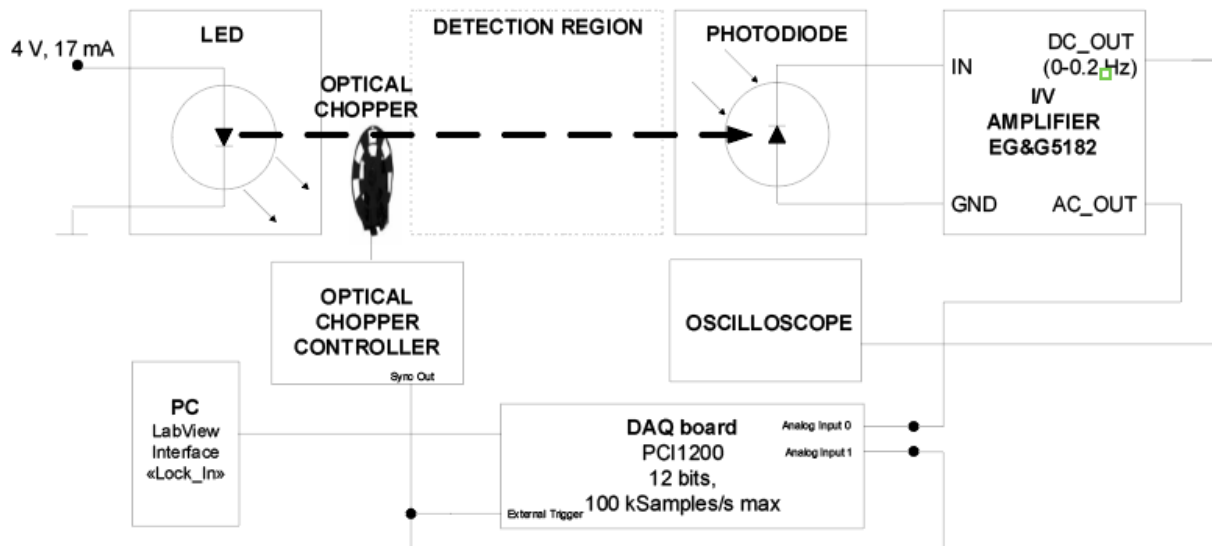 4 V, 17 mA
LED
OPTICAL
CHOPPER
DETECTION REGION
PHOTODIODE
IN
GND
DC_OUT
(0-0.2 Hz)
I/V
AMPLIFIER
EG&G5182
AC_OUT
OPTICAL
CHOPPER
CONTROLLER
Sync Out
OSCILLOSCOPE
PC
LabView
Interface
«Lock_In»
DAQ board
PCI1200
12 bits,
100 kSamples/s max
Analog Input 0
Analog Input 1
External Trigger